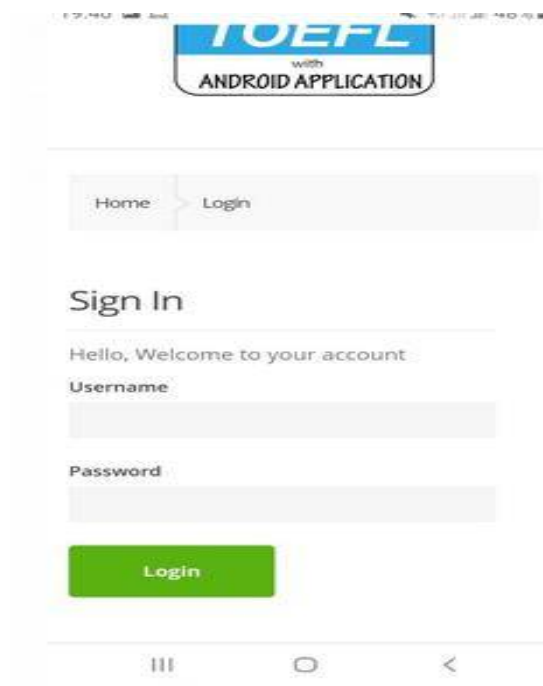 TOEFL
with
ANDROID APPLICATION
Home Login
Sign In
Hello, Welcome to your account
Username
Password
Login